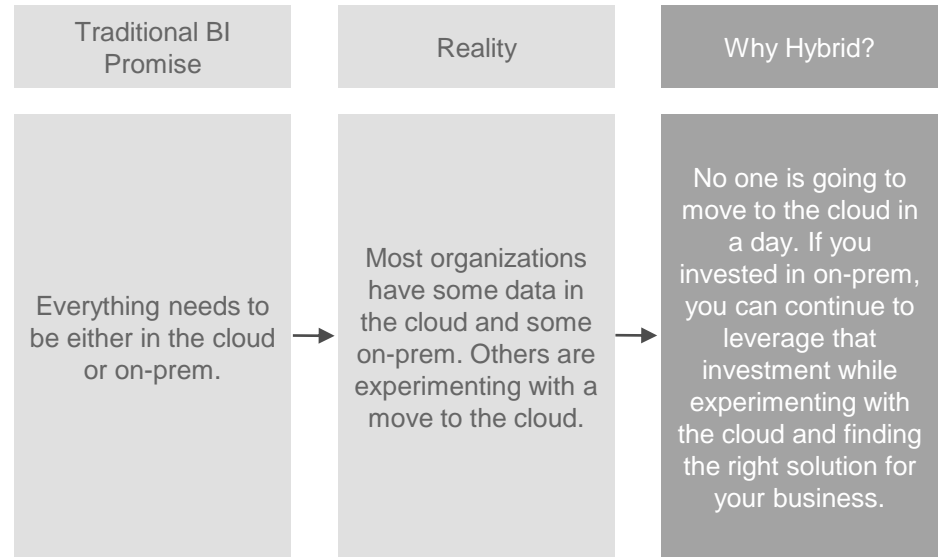 Traditional BI
Promise
Reality
Why Hybrid?
Everything needs to
be either in the cloud
or on-prem.
Most organizations
have some data in
the cloud and some
on-prem. Others are
experimenting with a
move to the cloud.
No one is going to
move to the cloud in
a day. If you
invested in on-prem,
you can continue to
leverage that
investment while
experimenting with
the cloud and finding
the right solution for
your business.